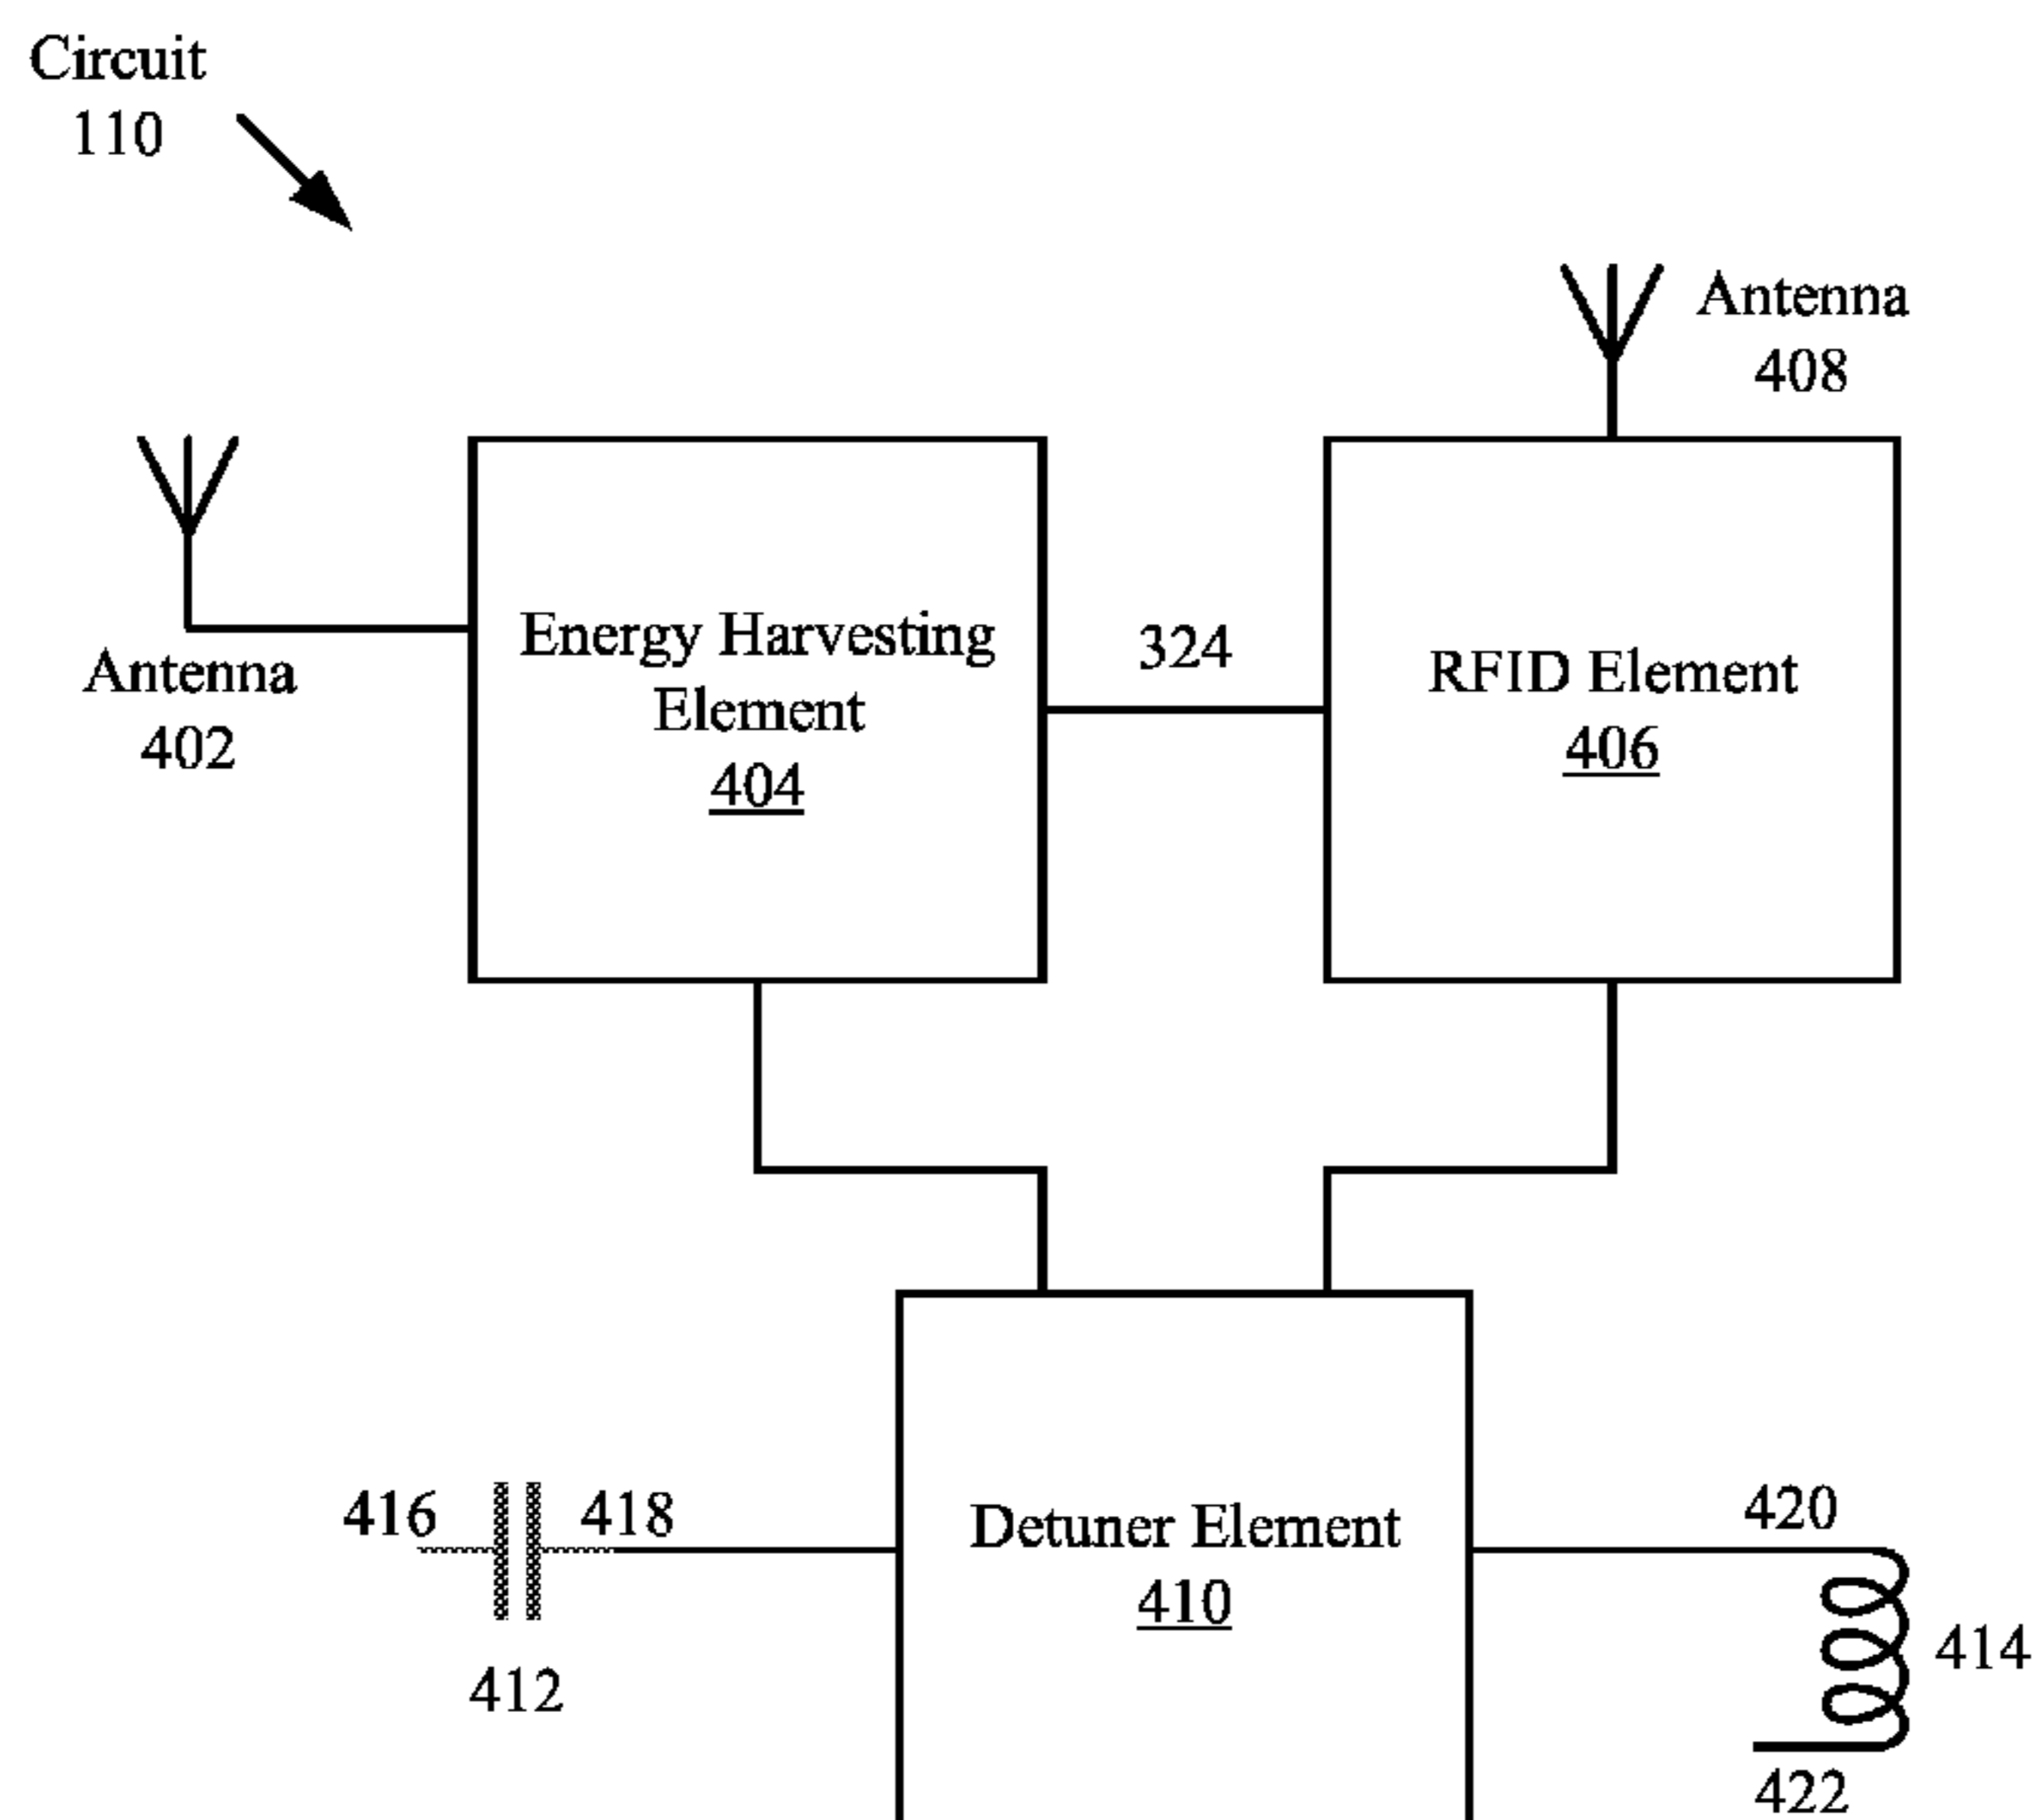 Circuit
110
Antenna
408
Antenna
402
Energy Harvesting
Element
404
324
RFID Element
406
416
418
412
Detuner Element
410
420
414
422